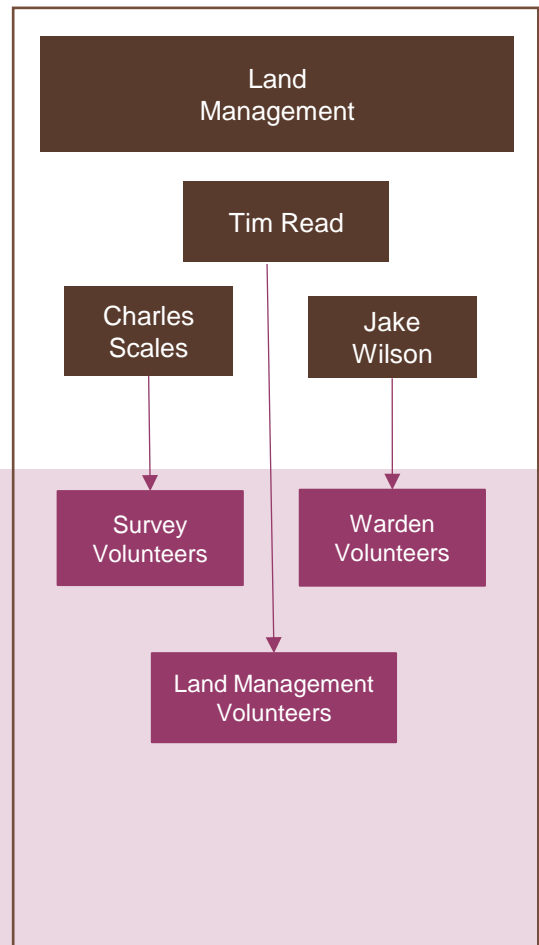 Land
Management
Tim Read
Charles
Scales
Jake
Wilson
Survey
Volunteers
Warden
Volunteers
Land Management
Volunteers